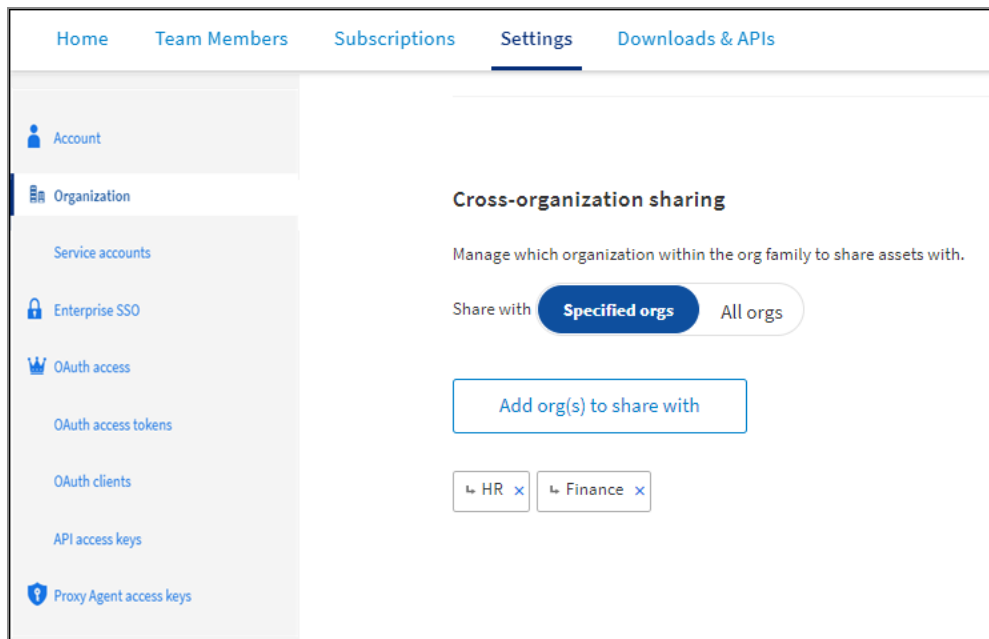 Home Team Members Subscriptions Settings Downloads & APIs
Account
Organization
Service accounts
Enterprise SSO
OAuth access
OAuth access tokens
OAuth clients
API access keys
Proxy Agent access keys
Cross-organization sharing
Manage which organization within the org family to share assets with.
Share with Specified orgs All orgs
Add org(s) to share with
↳ HR × ↳ Finance ×